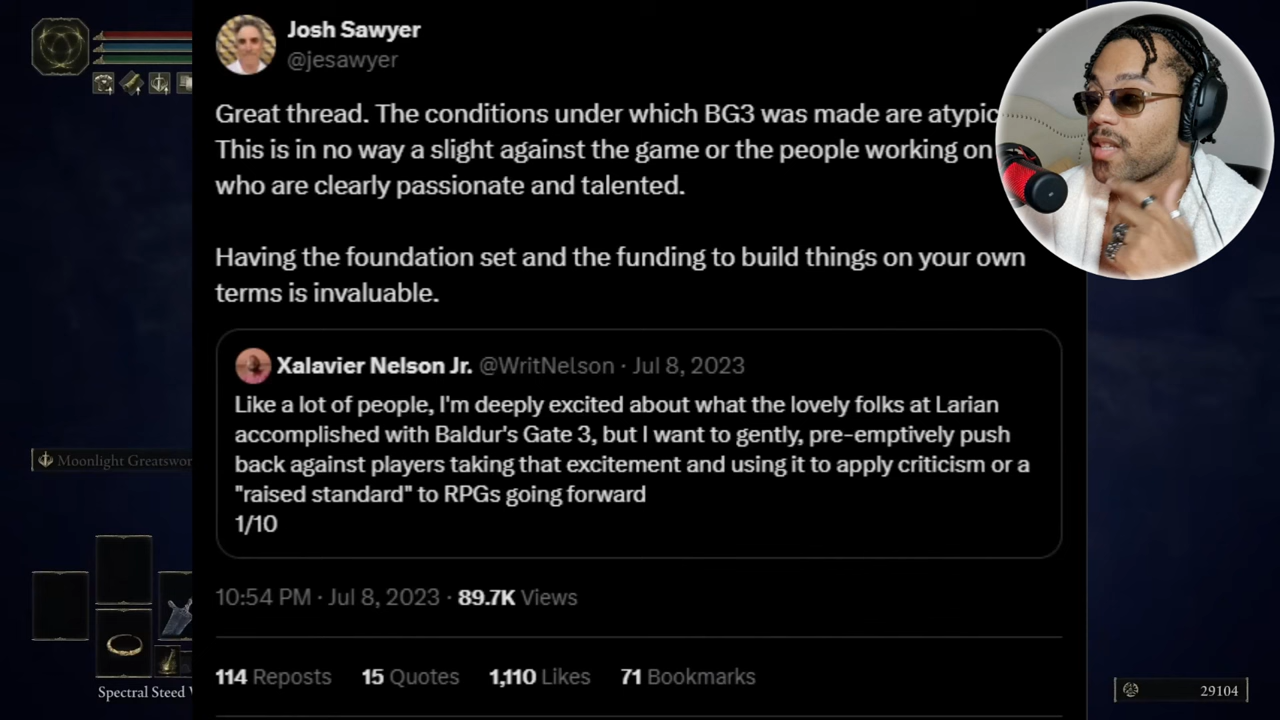 Josh Sawyer
@jesawyer
Great thread. The conditions under which BG3 was made are atypic
This is in no way a slight against the game or the people working on
who are clearly passionate and talented.
Having the foundation set and the funding to build things on your own
terms is invaluable.
Xalavier Nelson Jr. @WritNelson · Jul 8, 2023
Like a lot of people, I'm deeply excited about what the lovely folks at Larian
accomplished with Baldur's Gate 3, but I want to gently, pre-emptively push
back against players taking that excitement and using it to apply criticism or a
"raised standard" to RPGs going forward
1/10
Moonlight Greatswor
10:54 PM · Jul 8, 2023 · 89.7K Views
114 Reposts 15 Quotes 1,110 Likes 71 Bookmarks
Spectral Steed
29104